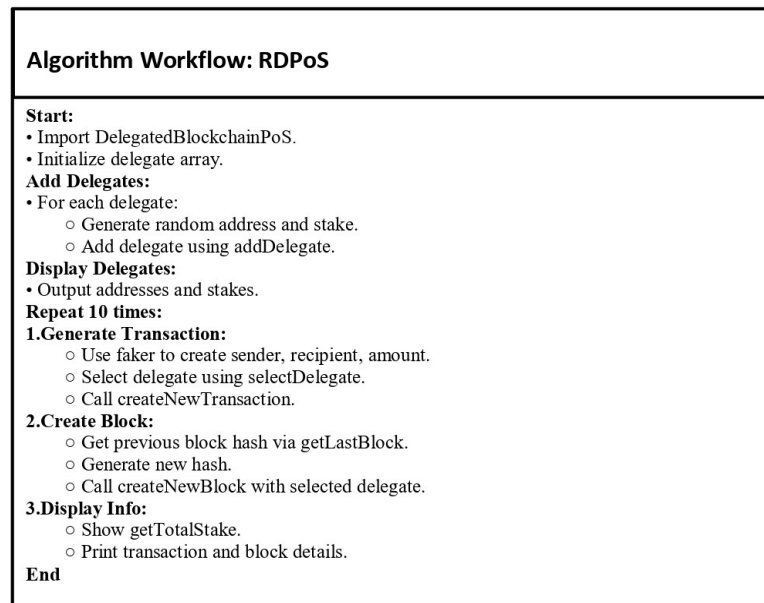 Algorithm Workflow: RDPoS
Start:
• Import DelegatedBlockchainPoS.
• Initialize delegate array.
Add Delegates:
• For each delegate:
○ Generate random address and stake.
○ Add delegate using addDelegate.
Display Delegates:
• Output addresses and stakes.
Repeat 10 times:
1.Generate Transaction:
○ Use faker to create sender, recipient, amount.
○ Select delegate using selectDelegate.
○ Call createNewTransaction.
2.Create Block:
○ Get previous block hash via getLastBlock.
○ Generate new hash.
○ Call createNewBlock with selected delegate.
3.Display Info:
○ Show getTotalStake.
○ Print transaction and block details.
End